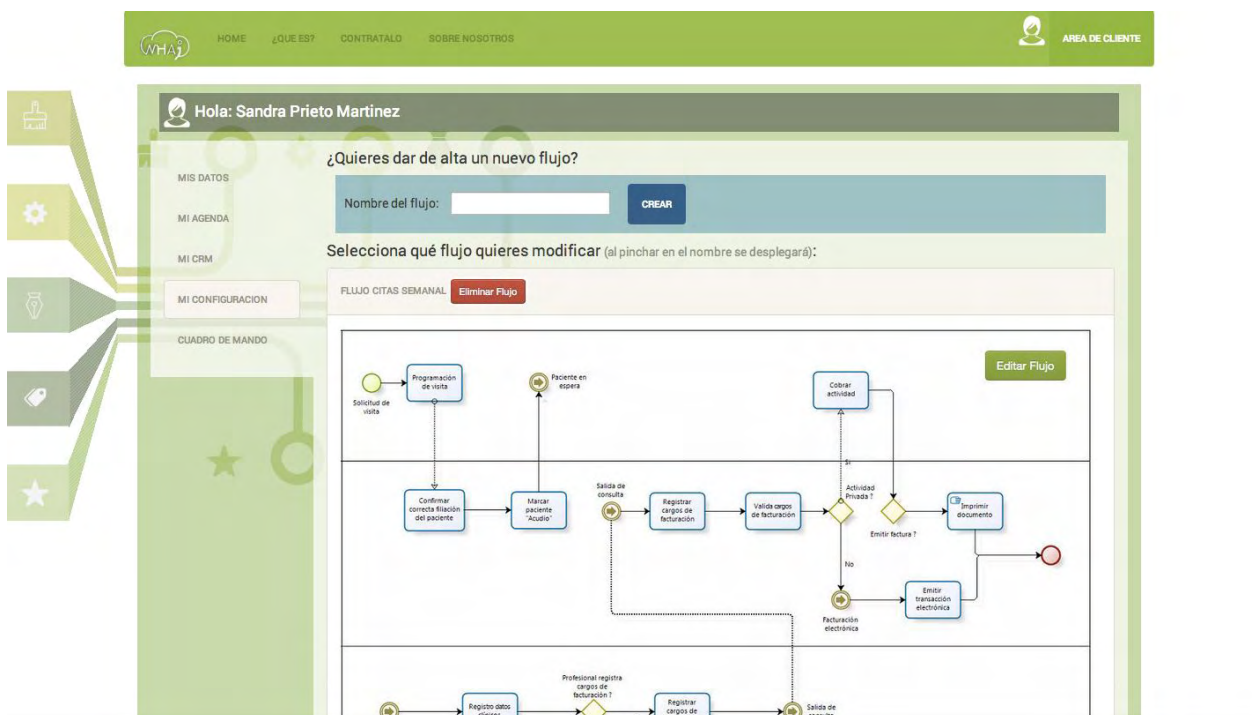 WHAJ
HOME ¿QUE ES? CONTRATALO SOBRE NOSOTROS
AREA DE CLIENTE
Hola: Sandra Prieto Martinez
MIS DATOS
MI AGENDA
MI CRM
MI CONFIGURACION
CUADRO DE MANDO
¿Quieres dar de alta un nuevo flujo?
Nombre del flujo:
CREAR
Selecciona qué flujo quieres modificar (al pinchar en el nombre se desplegará):
FLUJO CITAS SEMANAL
Eliminar Flujo
Editar Flujo
Solicitud de
visita
Programación
de visita
Paciente en
espera
Cobrar
actividad
Confirmar
correcta filiación
del paciente
Marcar
paciente
"Acudio"
Salida de
consulta
Registrar
cargos de
facturación
Valida cargos
de facturación
Si
Actividad
Privada ?
Emitir factura ?
Imprimir
documento
No
Facturación
electrónica
Emitir
transacción
electrónica
Registro datos
clínicos
Profesional registra
cargos de
facturación ?
Registrar
cargos de
Salida de
consulta